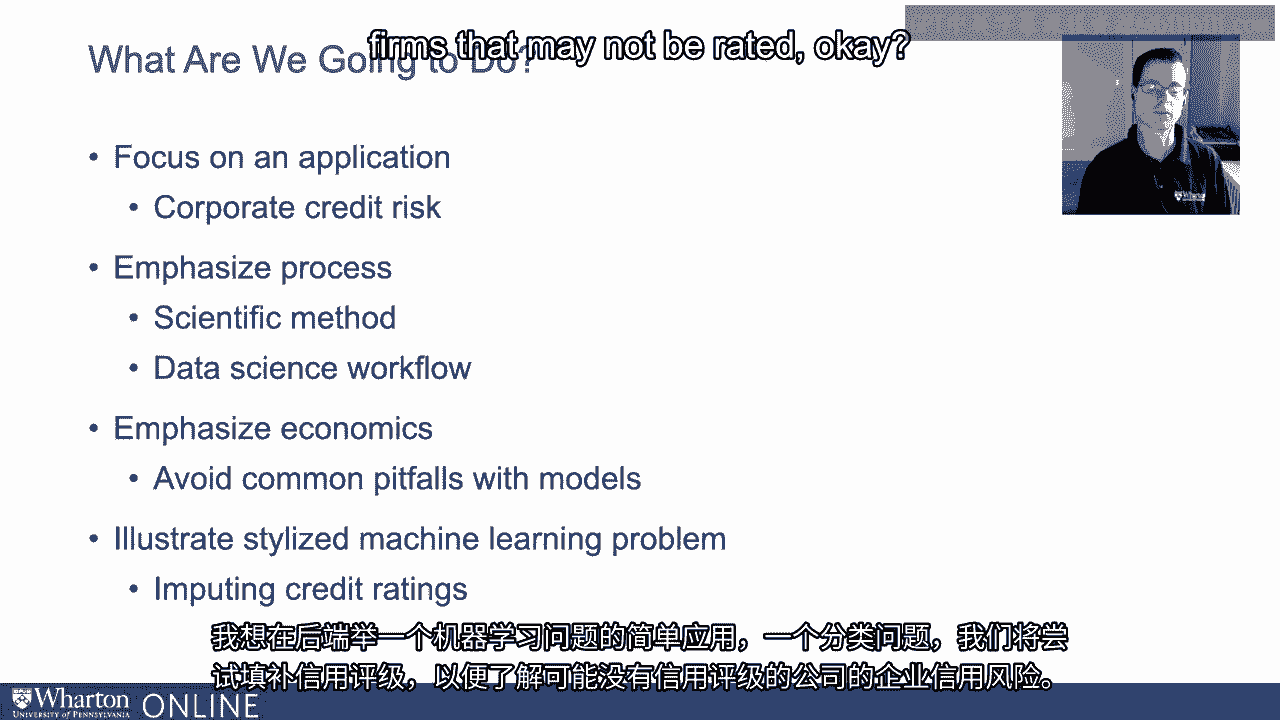 firms that may not be rated, okay?
What Are We Going to Do?
• Focus on an application
• Corporate credit risk
• Emphasize process
• Scientific method
• Data science workflow
• Emphasize economics
• Avoid common pitfalls with models
• Illustrate stylized machine learning problem
• Imputing credit ratings
我想在后端举一个机器学习问题的简单应用，一个分类问题，我们将尝
试填补信用评级，以便了解可能没有信用评级的公司的企业信用风险。
Wharton ONLINE
UNIVERSITY of PENNSYLVANIA
Wharton